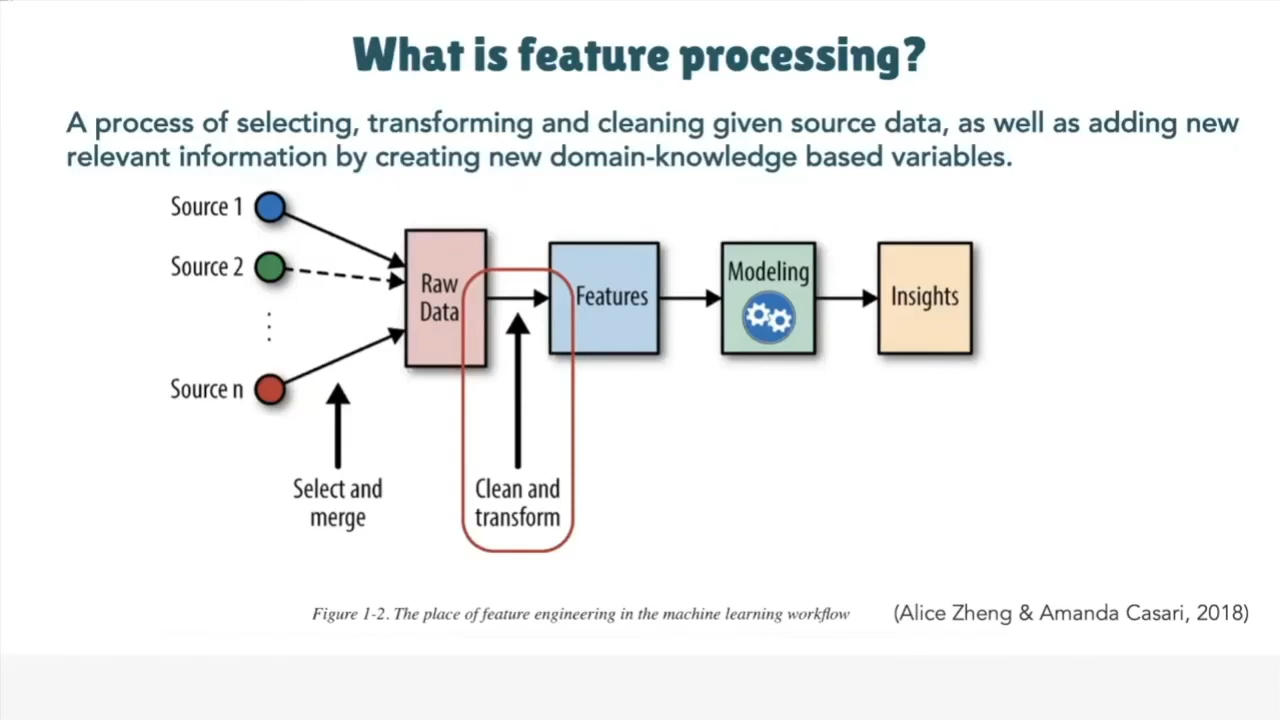 What is feature processing?
A process of selecting, transforming and cleaning given source data, as well as adding new
relevant information by creating new domain-knowledge based variables.
Source 1
Source 2
Source n
Raw
Data
Features
Modeling
Insights
Select and
merge
Clean and
transform
Figure 1-2. The place of feature engineering in the machine learning workflow
(Alice Zheng & Amanda Casari, 2018)